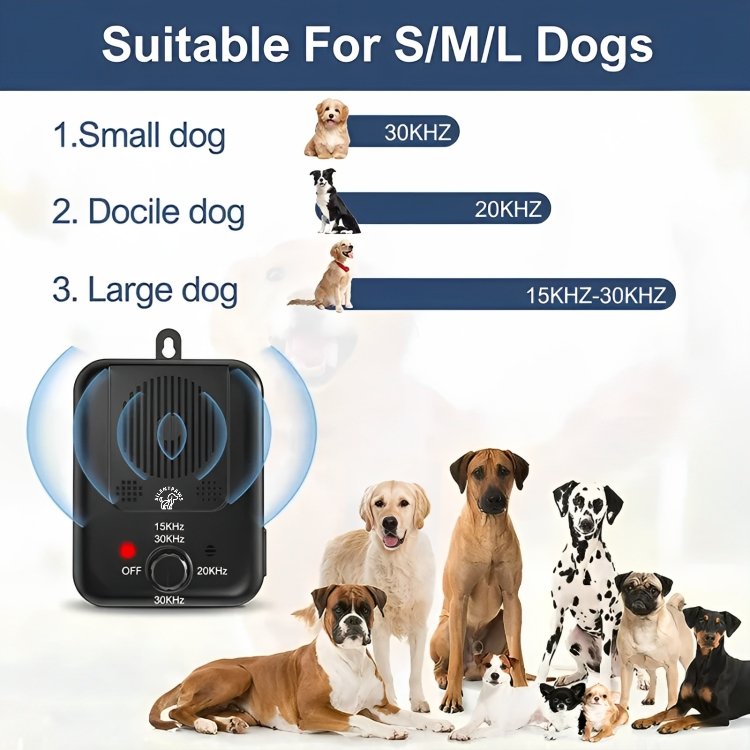 Suitable For S/M/L Dogs
1.Small dog
30KHZ
2. Docile dog
20KHZ
3. Large dog
15KHZ-30KHZ
SILENTPAWS
15KHz
30KHz
OFF
20KHz
30KHz